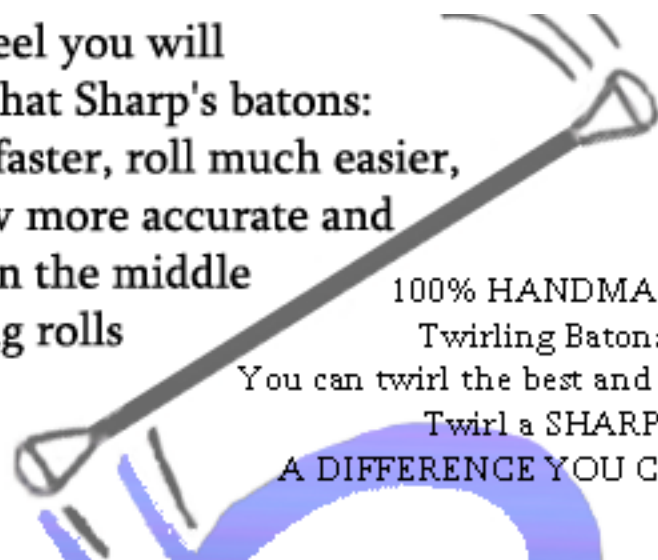 eel you will
hat Sharp's batons:
faster, roll much easier,
more accurate and
n the middle
g rolls
100% HANDMA
Twirling Baton
You can twirl the best and
Twirl a SHARP
A DIFFERENCE YOU C